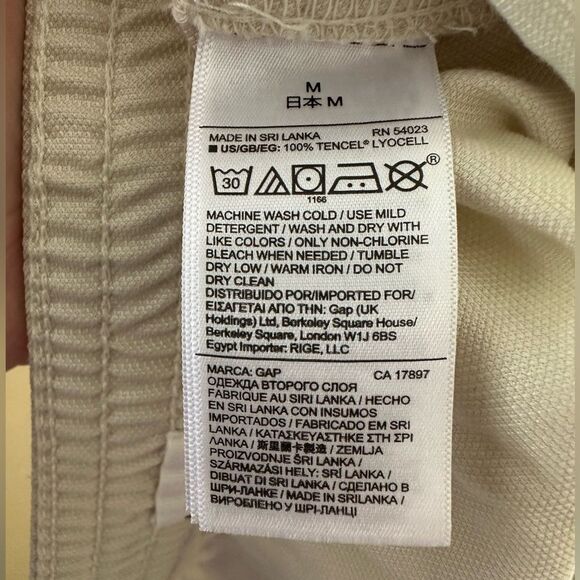 M
日本 M
MADE IN SRI LANKA RN 54023
■ US/GB/EG: 100% TENCEL® LYOCELL
30 ®
1166
MACHINE WASH COLD / USE MILD
DETERGENT / WASH AND DRY WITH
LIKE COLORS / ONLY NON-CHLORINE
BLEACH WHEN NEEDED / TUMBLE
DRY LOW / WARM IRON / DO NOT
DRY CLEAN
DISTRIBUIDO POR/IMPORTED FOR/
ΕΙΣΑΓΕΤΑΙ ΑΠΟ ΤΗΝ: Gap (UK
Holdings) Ltd, Berkeley Square House/
Berkeley Square, London W1J 6BS
Egypt Importer: RIGE, LLC
MARCA: GAP CA 17897
ОДЕЖДА ВТОРОГО СЛОЯ
FABRIQUE AU SIRI LANKA / HECHO
EN SRI LANKA CON INSUMOS
IMPORTADOS / FABRICADO EM SRI
LANKA / ΚΑΤΑΣΚΕΥΑΣΤΗΚΕ ΣΤΗ ΣΡΙ
ΛΑΝΚΑ / 斯里蘭卡製造 / ZEMLJA
PROIZVODNJE ŠRI LANKA /
SZÁRMAZÁSI HELY: SRÍ LANKA /
DIBUAT DI SRI LANKA / СДЕЛАНО В
ШРИ-ЛАНКЕ / MADE IN SRILANKA /
ВИРОБЛЕНО У ШРІ-ЛАНЦІ